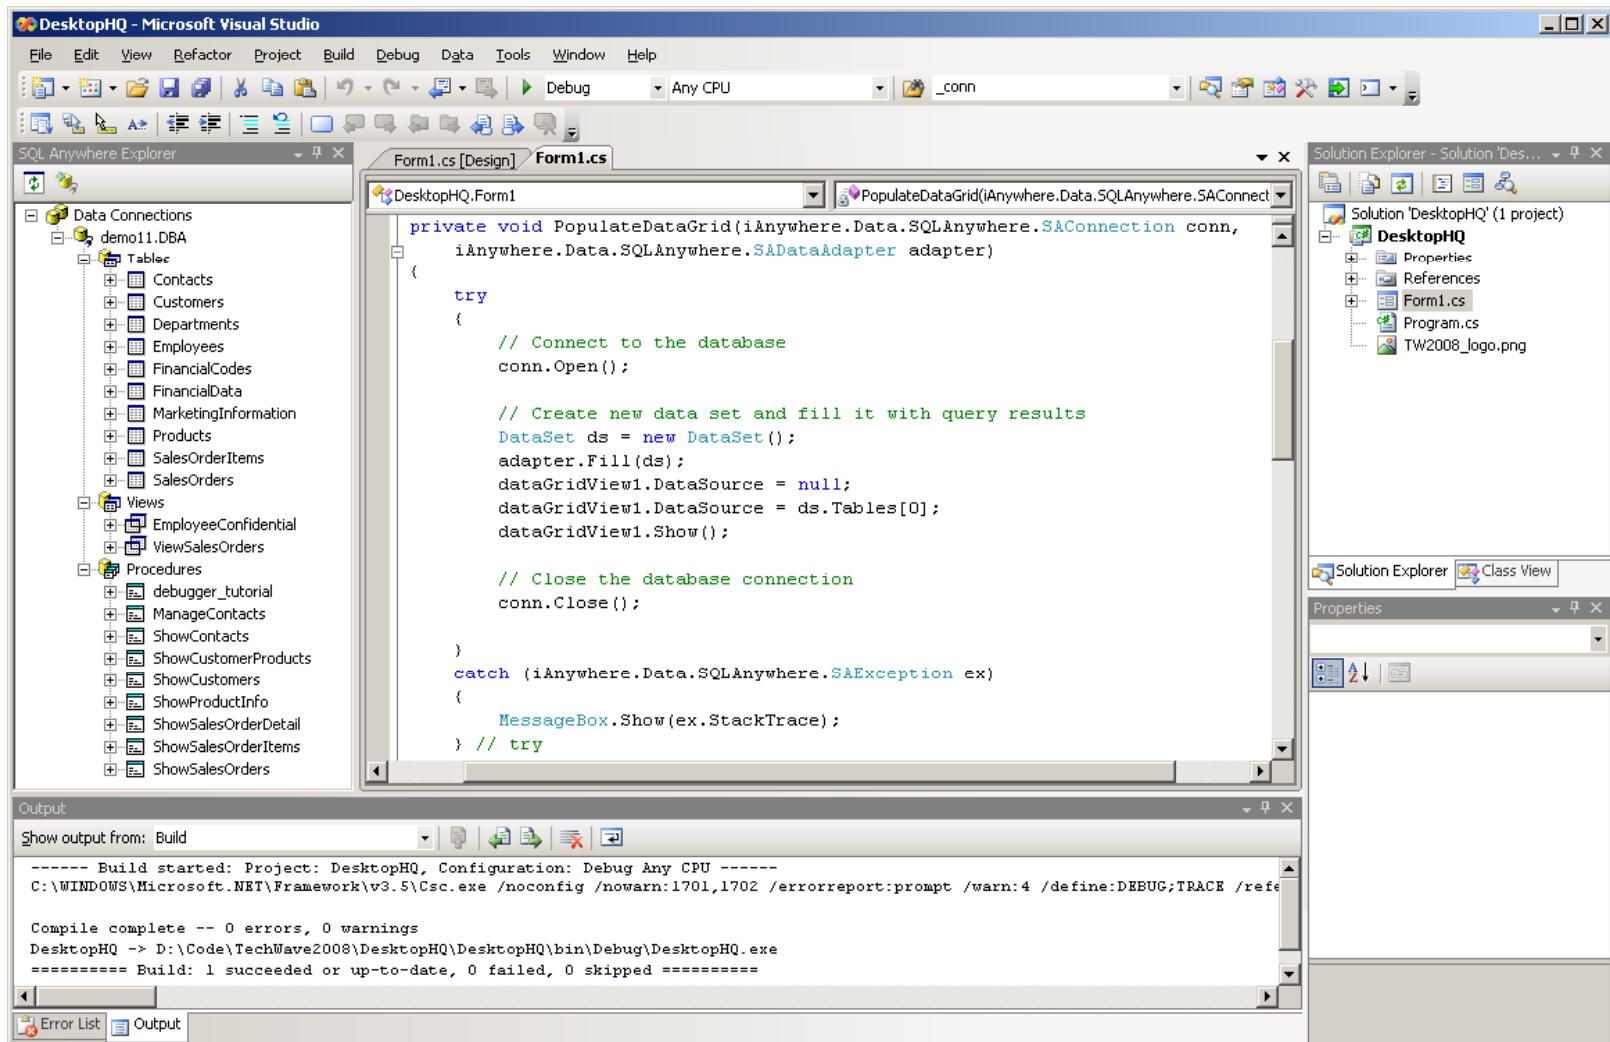 DesktopHQ - Microsoft Visual Studio
File Edit View Refactor Project Build Debug Data Tools Window Help
Debug Any CPU _conn
SQL Anywhere Explorer
Data Connections
demo11.DBA
Tables
Contacts
Customers
Departments
Employees
FinancialCodes
FinancialData
MarketingInformation
Products
SalesOrderItems
SalesOrders
Views
EmployeeConfidential
ViewSalesOrders
Procedures
debugger_tutorial
ManageContacts
ShowContacts
ShowCustomerProducts
ShowCustomers
ShowProductInfo
ShowSalesOrderDetail
ShowSalesOrderItems
ShowSalesOrders
Form1.cs [Design] Form1.cs
DesktopHQ.Form1 PopulateDataGrid(iAnywhere.Data.SQLAnywhere.SAConnect
private void PopulateDataGrid(iAnywhere.Data.SQLAnywhere.SAConnection conn,
iAnywhere.Data.SQLAnywhere.SADataAdapter adapter)
{
try
{
// Connect to the database
conn.Open();
// Create new data set and fill it with query results
DataSet ds = new DataSet();
adapter.Fill(ds);
dataGridView1.DataSource = null;
dataGridView1.DataSource = ds.Tables[0];
dataGridView1.Show();
// Close the database connection
conn.Close();
}
catch (iAnywhere.Data.SQLAnywhere.SAException ex)
{
MessageBox.Show(ex.StackTrace);
} // try
Solution Explorer - Solution 'Des...
Solution 'DesktopHQ' (1 project)
DesktopHQ
Properties
References
Form1.cs
Program.cs
TW2008_logo.png
Solution Explorer Class View
Properties
Output
Show output from: Build
------ Build started: Project: DesktopHQ, Configuration: Debug Any CPU ------
C:\WINDOWS\Microsoft.NET\Framework\v3.5\Csc.exe /noconfig /nowarn:1701,1702 /errorreport:prompt /warn:4 /define:DEBUG;TRACE /refe
Compile complete -- 0 errors, 0 warnings
DesktopHQ -> D:\Code\TechWave2008\DesktopHQ\DesktopHQ\bin\Debug\DesktopHQ.exe
========== Build: 1 succeeded or up-to-date, 0 failed, 0 skipped ==========
Error List Output